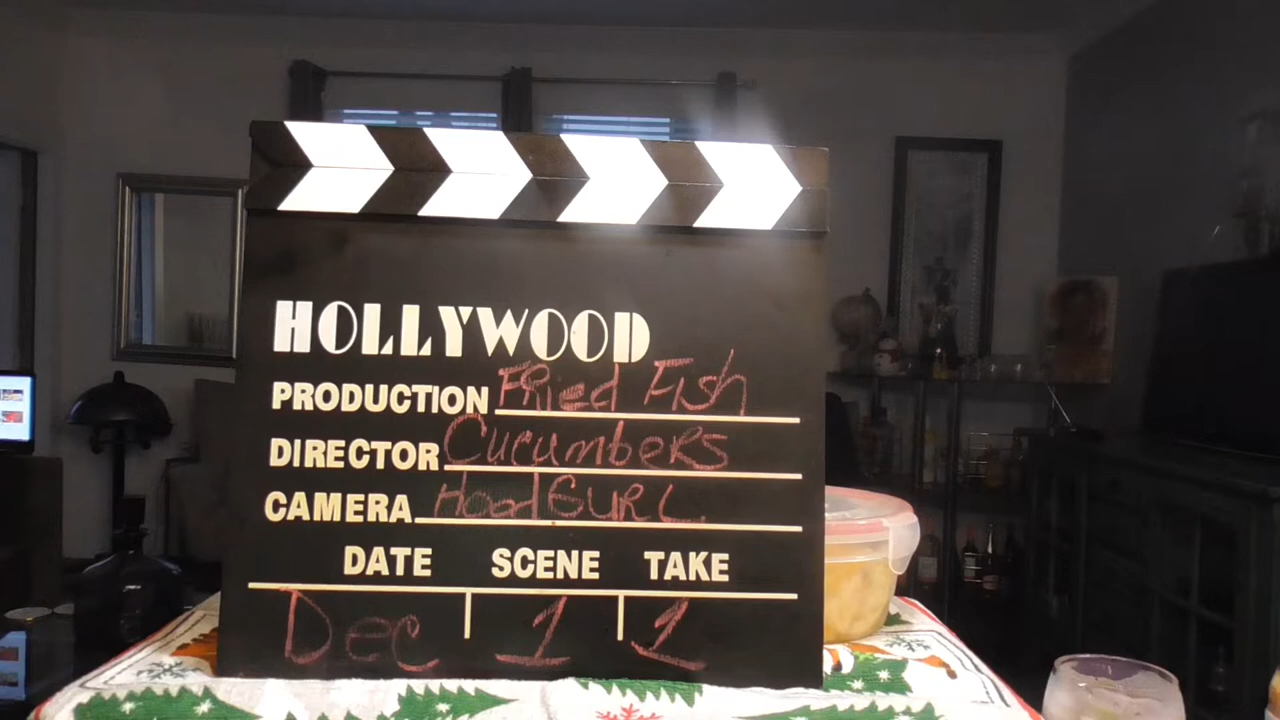 HOLLYWOOD
PRODUCTION Fried Fish
DIRECTOR Cucumbers
CAMERA HoodGURL
DATE SCENE TAKE
Dec 1 1